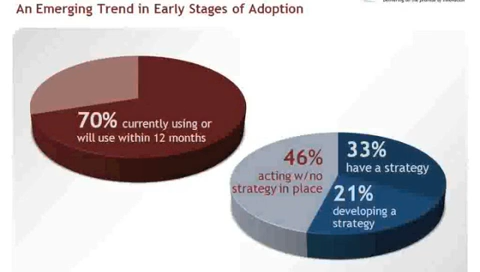 An Emerging Trend in Early Stages of Adoption
70% currently using or
will use within 12 months
46%
acting w/no
strategy in place
33%
have a strategy
21%
developing a
strategy